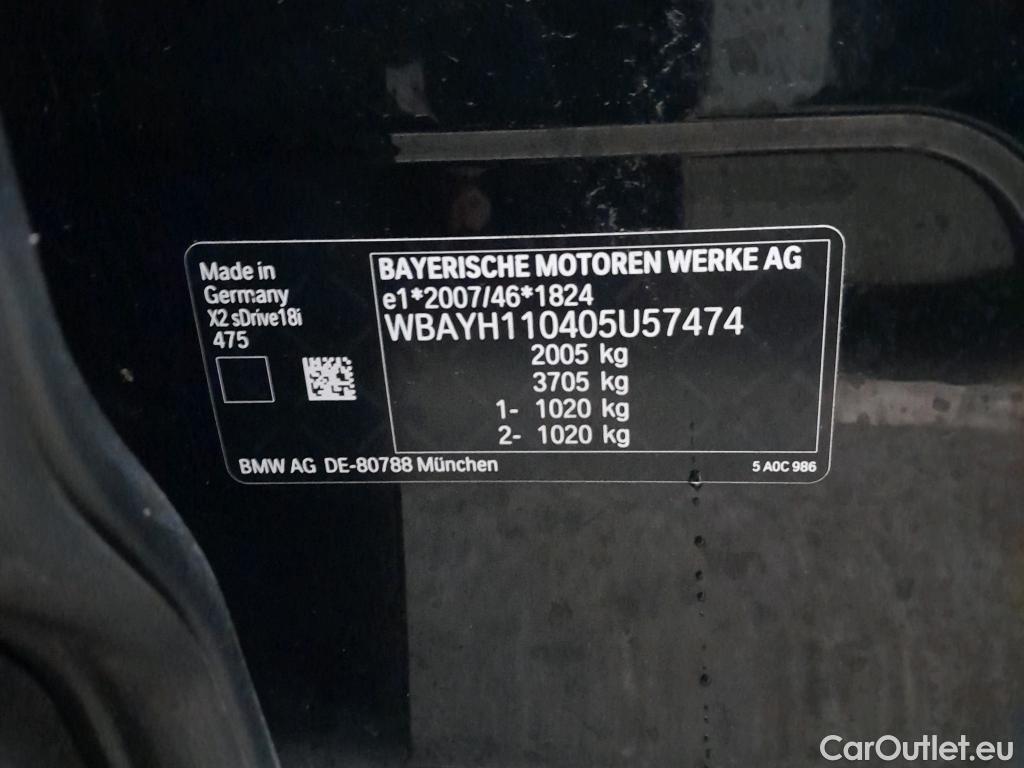 Made in
Germany
X2 sDrive18i
475
BAYERISCHE MOTOREN WERKE AG
e1*2007/46*1824
WBAYH110405U57474
2005 kg
3705 kg
1- 1020 kg
2- 1020 kg
BMW AG DE-80788 München
5 A0C 986
CarOutlet.eu